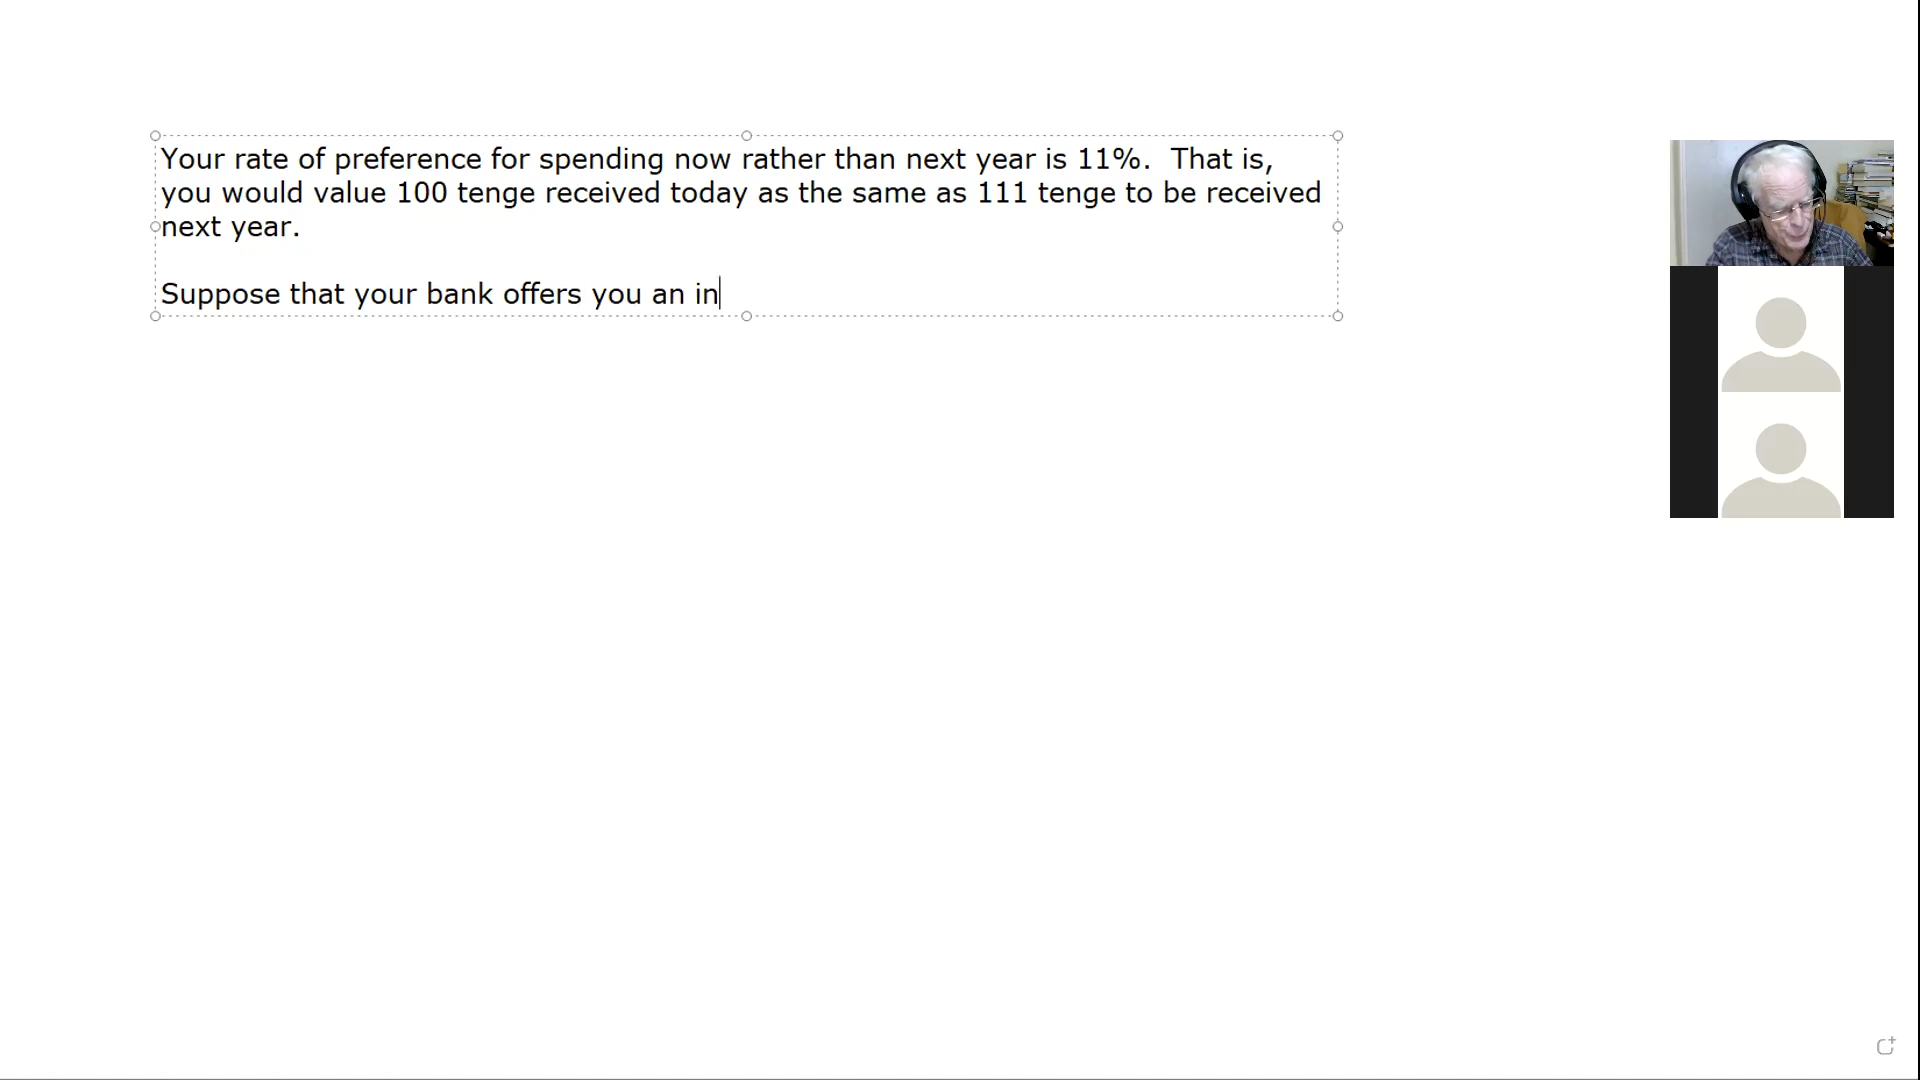 Your rate of preference for spending now rather than next year is 11%.  That is,
you would value 100 tenge received today as the same as 111 tenge to be received
next year.
Suppose that your bank offers you an in